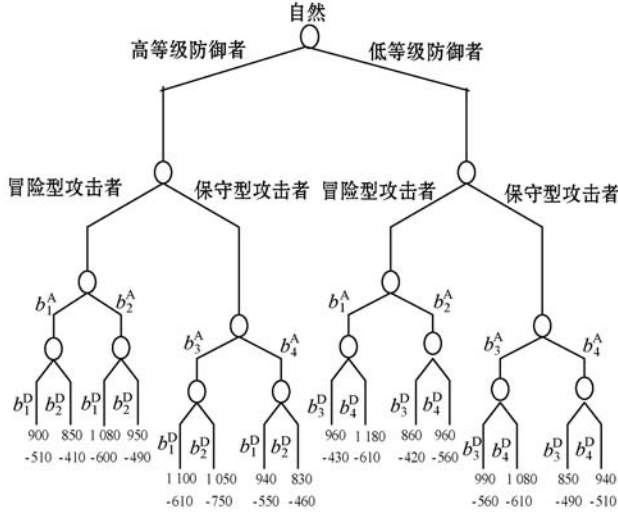 自然
高等级防御者 低等级防御者
冒险型攻击者 保守型攻击者 冒险型攻击者 保守型攻击者
b₁ᴬ b₂ᴬ b₁ᴬ b₂ᴬ
b₃ᴬ b₄ᴬ b₃ᴬ b₄ᴬ
b₁ᴰ b₂ᴰ b₁ᴰ b₂ᴰ b₃ᴰ b₄ᴰ b₃ᴰ b₄ᴰ
900 850 1 080 950 960 1 180 860 960
-510 -410 -600 -490 -430 -610 -420 -560
b₁ᴰ b₂ᴰ b₁ᴰ b₂ᴰ b₃ᴰ b₄ᴰ b₃ᴰ b₄ᴰ
1 100 1 050 940 830 990 1 080 850 940
-610 -750 -550 -460 -560 -610 -490 -510